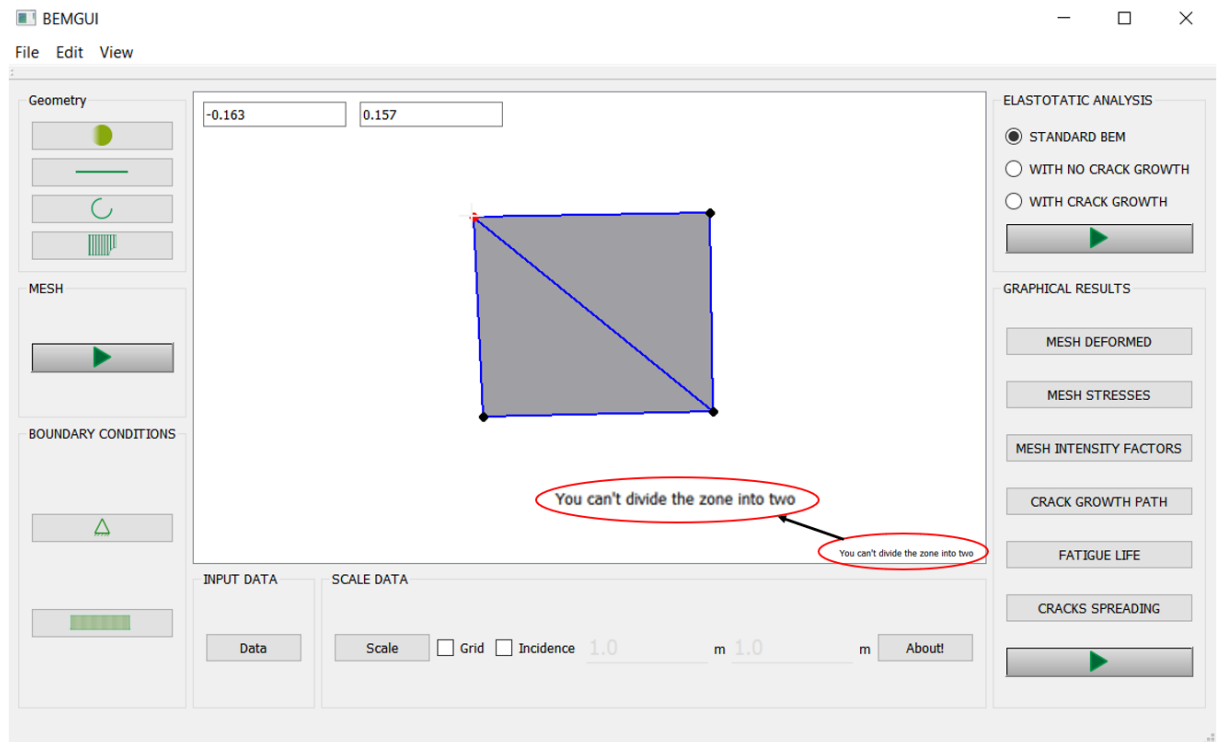 BEMGUI
File Edit View
Geometry
-0.163 0.157
MESH
BOUNDARY CONDITIONS
You can't divide the zone into two
You can't divide the zone into two
INPUT DATA
Data
SCALE DATA
Scale Grid Incidence 1.0 m 1.0 m About!
ELASTOTATIC ANALYSIS
STANDARD BEM
WITH NO CRACK GROWTH
WITH CRACK GROWTH
GRAPHICAL RESULTS
MESH DEFORMED
MESH STRESSES
MESH INTENSITY FACTORS
CRACK GROWTH PATH
FATIGUE LIFE
CRACKS SPREADING